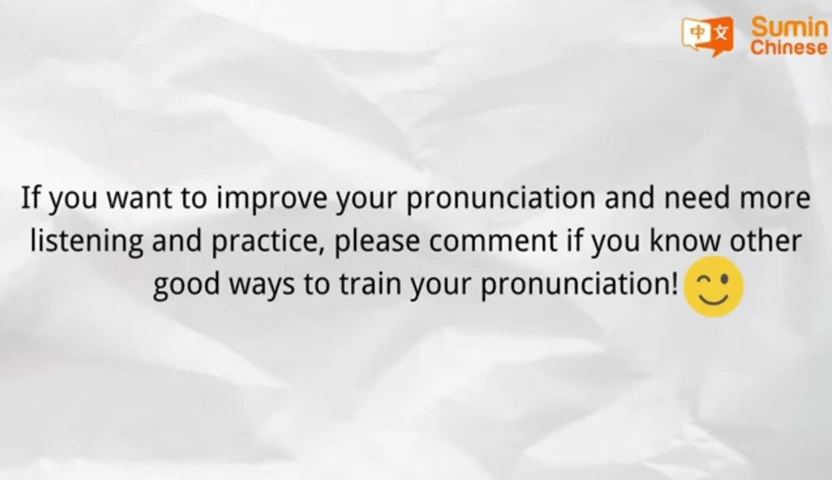 中 文
Sumin
Chinese
If you want to improve your pronunciation and need more
listening and practice, please comment if you know other
good ways to train your pronunciation!